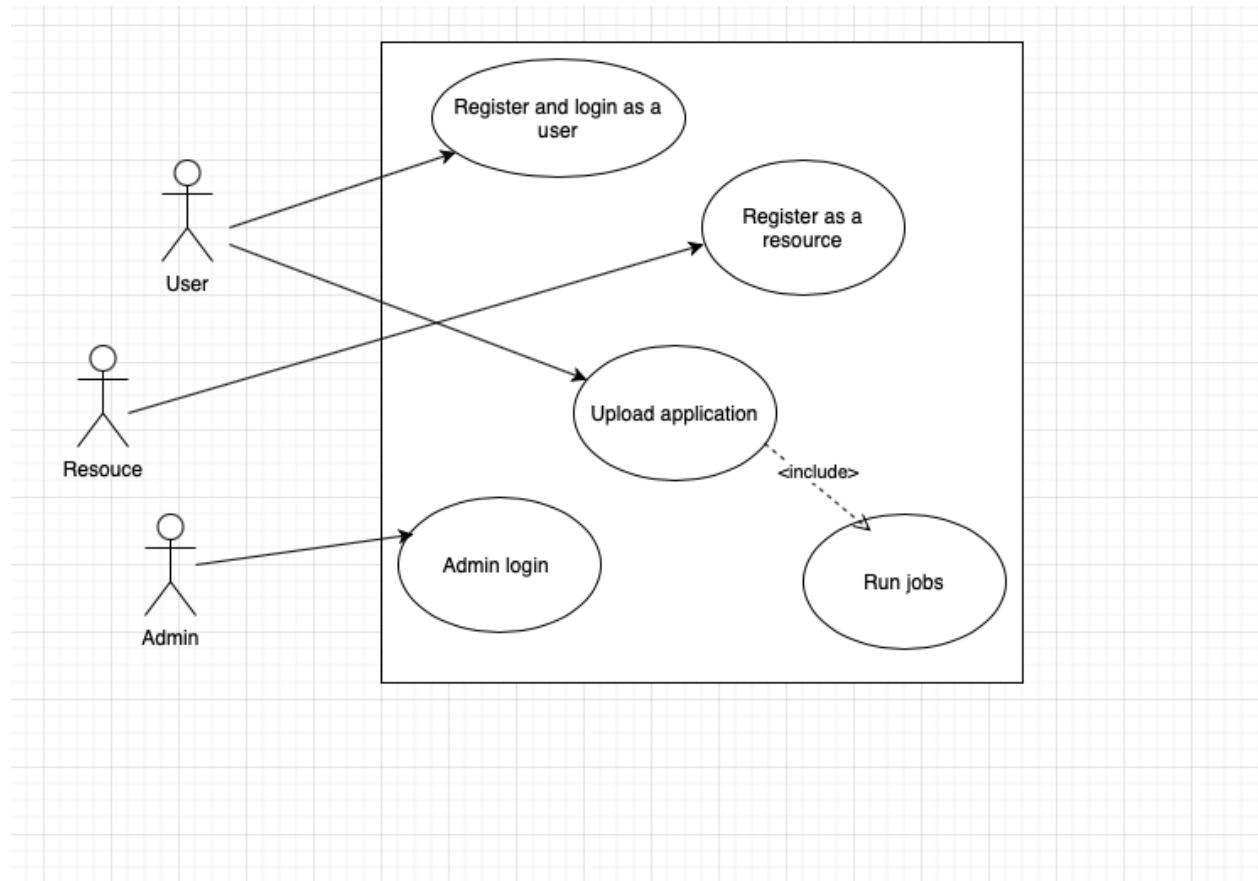 Register and login as a
user
Register as a
resource
User
Upload application
Resouce
<include>
Admin login
Run jobs
Admin